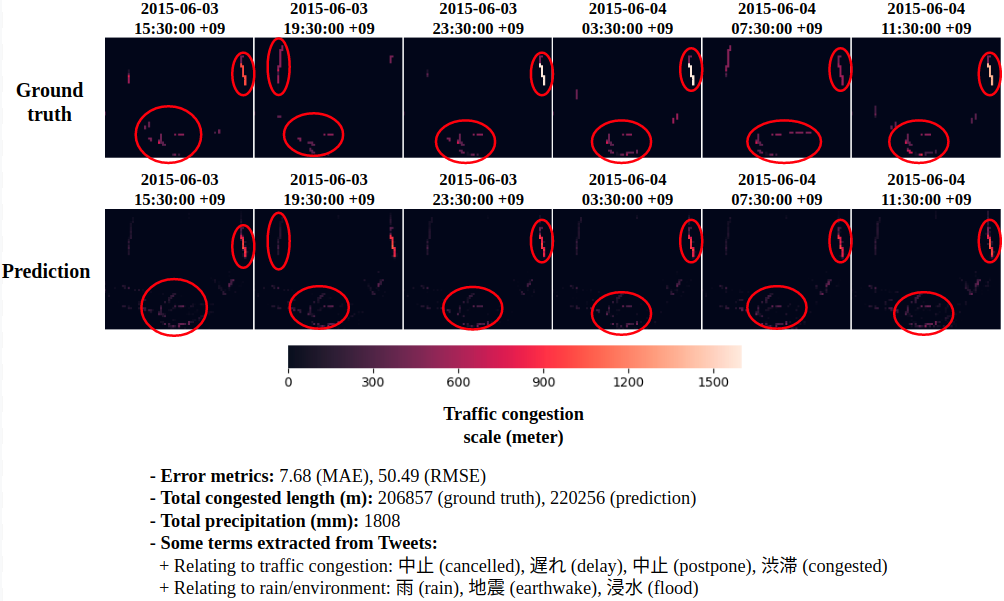 2015-06-03 2015-06-03 2015-06-03 2015-06-04 2015-06-04 2015-06-04
15:30:00 +09 19:30:00 +09 23:30:00 +09 03:30:00 +09 07:30:00 +09 11:30:00 +09
Ground
truth
2015-06-03 2015-06-03 2015-06-03 2015-06-04 2015-06-04 2015-06-04
15:30:00 +09 19:30:00 +09 23:30:00 +09 03:30:00 +09 07:30:00 +09 11:30:00 +09
Prediction
0 300 600 900 1200 1500
Traffic congestion
scale (meter)
- Error metrics: 7.68 (MAE), 50.49 (RMSE)
- Total congested length (m): 206857 (ground truth), 220256 (prediction)
- Total precipitation (mm): 1808
- Some terms extracted from Tweets:
+ Relating to traffic congestion: 中止 (cancelled), 遅れ (delay), 中止 (postpone), 渋滞 (congested)
+ Relating to rain/environment: 雨 (rain), 地震 (earthwake), 浸水 (flood)